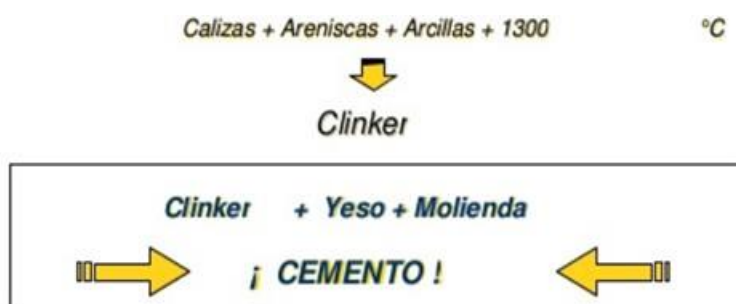 Calizas + Areniscas + Arcillas + 1300 °C
Clinker
Clinker + Yeso + Molienda
¡ CEMENTO !